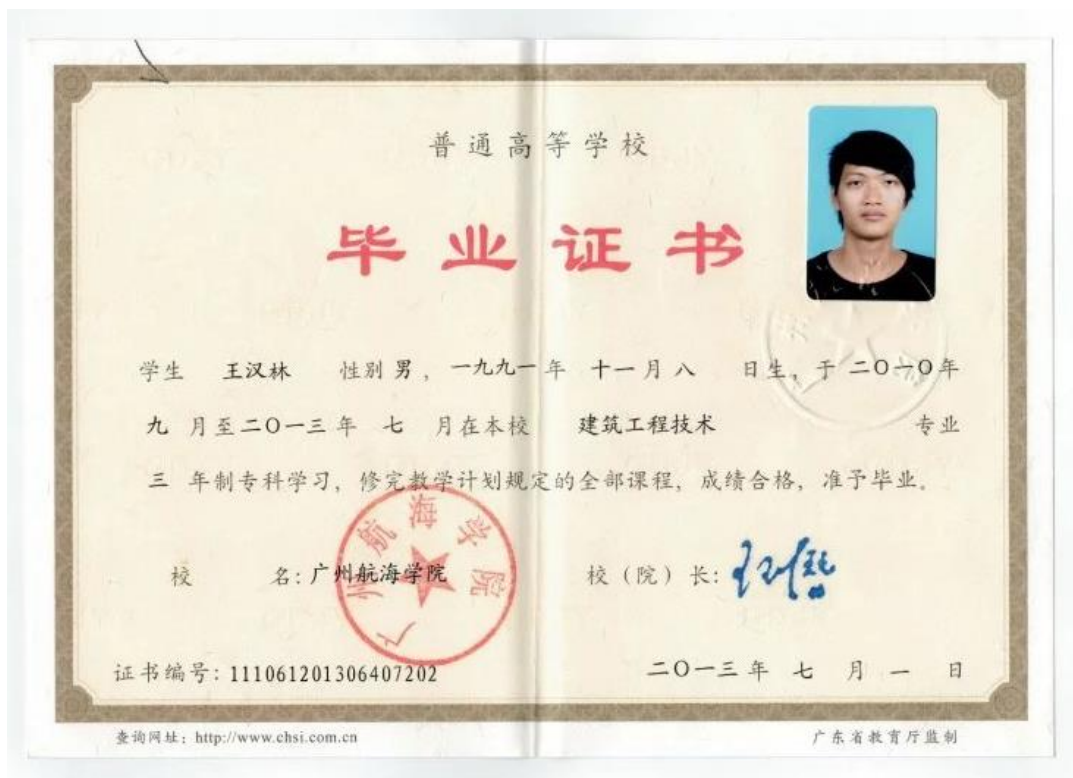 普通高等学校
毕业证书
学生 王汉林 性别 男，一九九一年 十一月八 日生，于二〇一〇年
九 月至二〇一三年 七 月在本校 建筑工程技术 专业
三 年制专科学习，修完教学计划规定的全部课程，成绩合格，准予毕业。
校 名：广州航海学院 校（院）长：
广州航海学院
证书编号：111061201306407202 二〇一三年 七 月 一 日
查询网址：http://www.chsi.com.cn 广东省教育厅监制